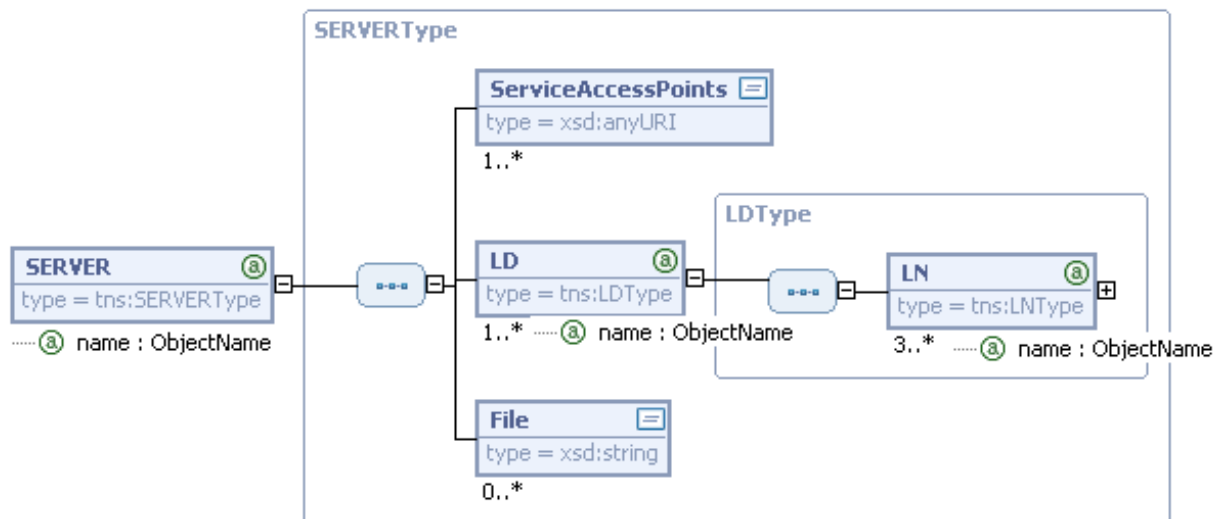 SERVERType
ServiceAccessPoints
type = xsd:anyURI
1..*
LDType
SERVER
type = tns:SERVERType
name : ObjectName
LD
type = tns:LDType
1..*
name : ObjectName
LN
type = tns:LNType
3..*
name : ObjectName
File
type = xsd:string
0..*